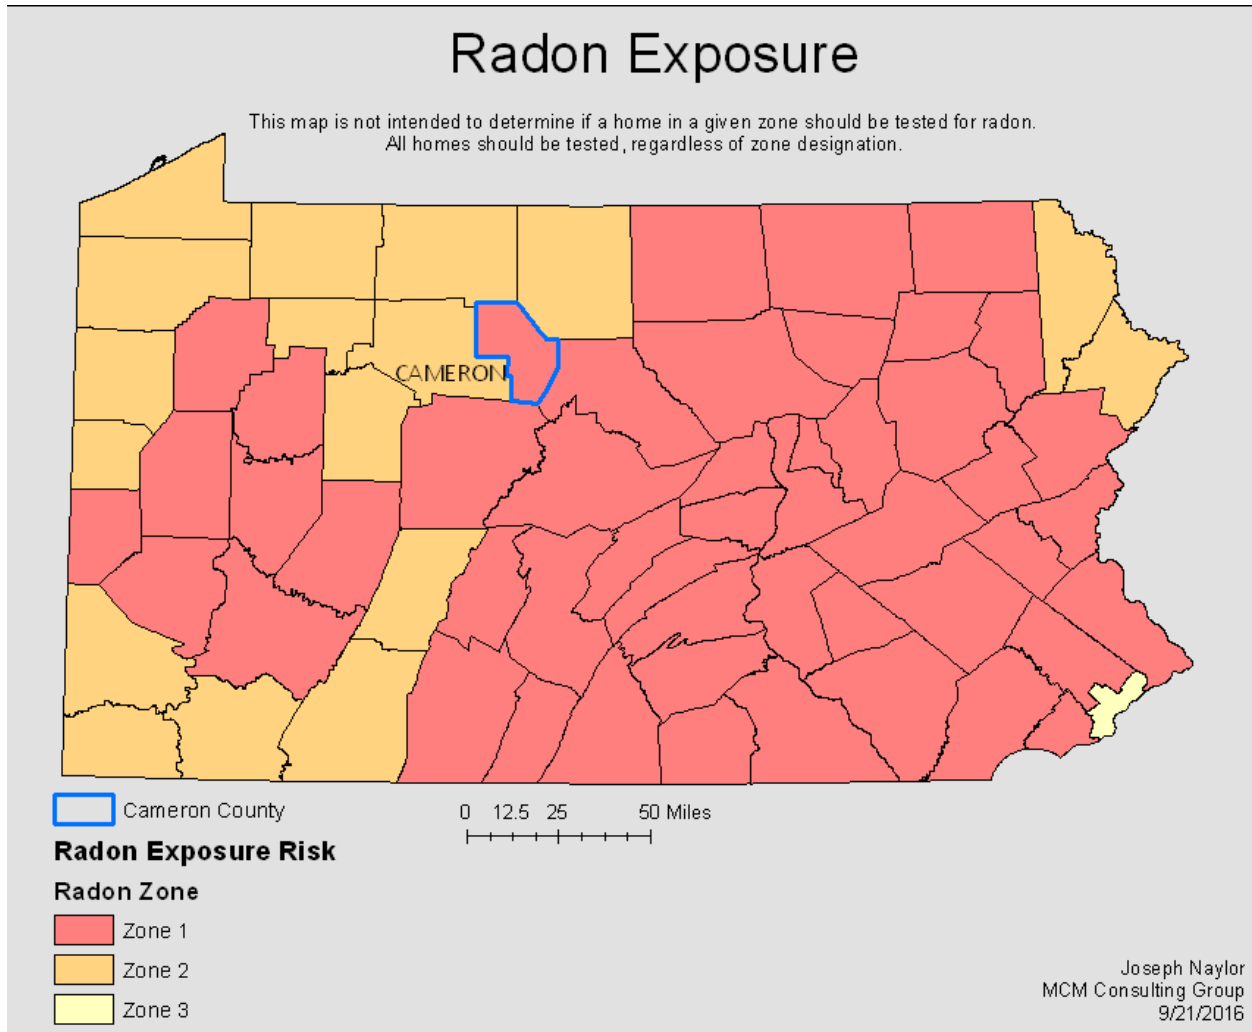 Radon Exposure
This map is not intended to determine if a home in a given zone should be tested for radon.
All homes should be tested, regardless of zone designation.
CAMERON
Cameron County
0 12.5 25 50 Miles
Radon Exposure Risk
Radon Zone
Zone 1
Zone 2
Zone 3
Joseph Naylor
MCM Consulting Group
9/21/2016